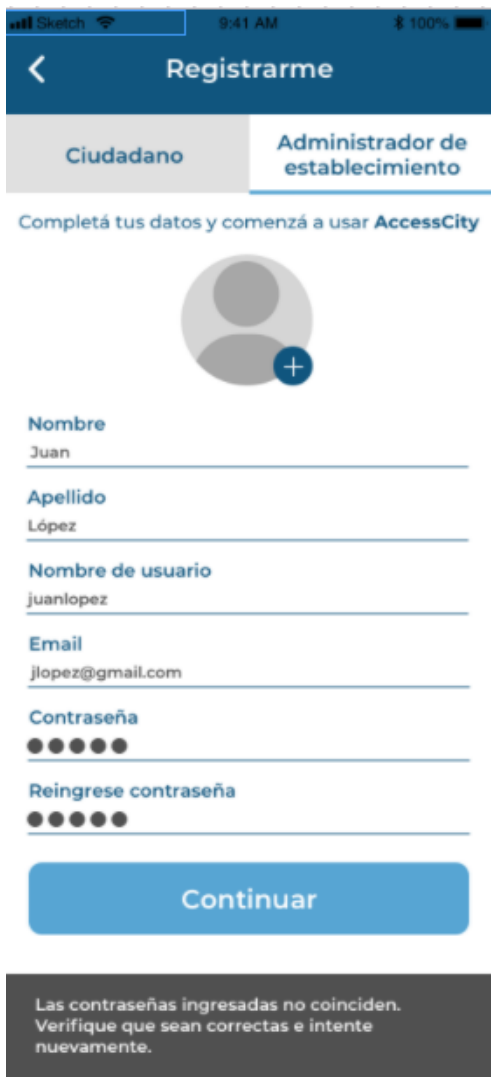 Sketch 9:41 AM 100%
Registrarme
Ciudadano
Administrador de
establecimiento
Completá tus datos y comenzá a usar AccessCity
Nombre
Juan
Apellido
López
Nombre de usuario
juanlopez
Email
jlopez@gmail.com
Contraseña
Reingrese contraseña
Continuar
Las contraseñas ingresadas no coinciden.
Verifique que sean correctas e intente
nuevamente.